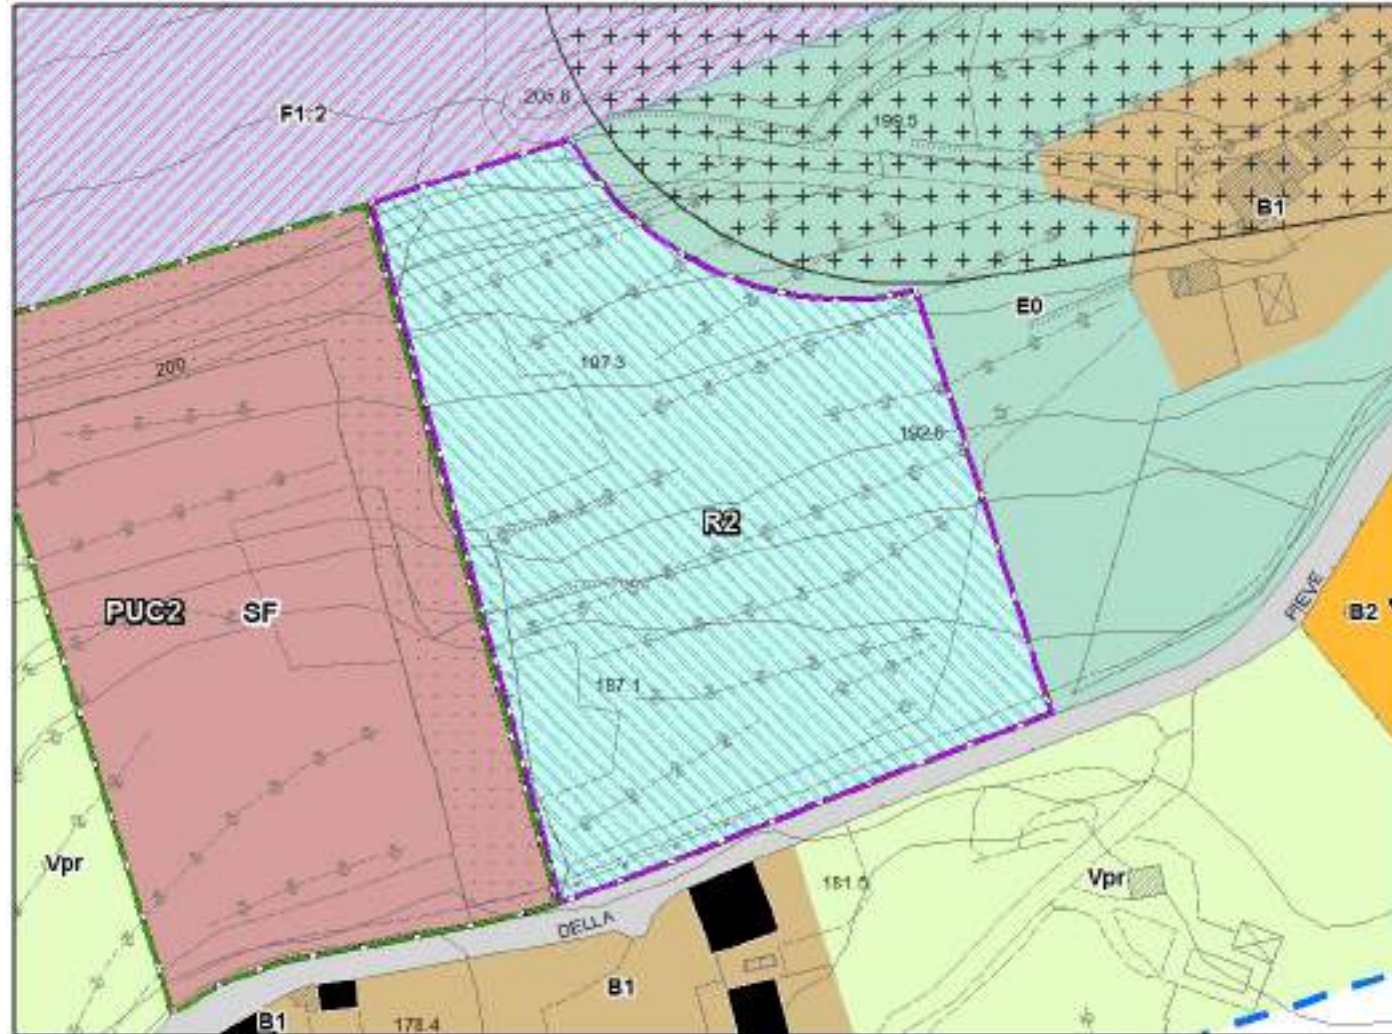 205.8
F1.2
199.5
B1
E0
197.3
200
192.6
R2
PIEVE
PUC2
SF
B2
187.1
Vpr
181.5
Vpr
DELLA
B1
B1
178.4